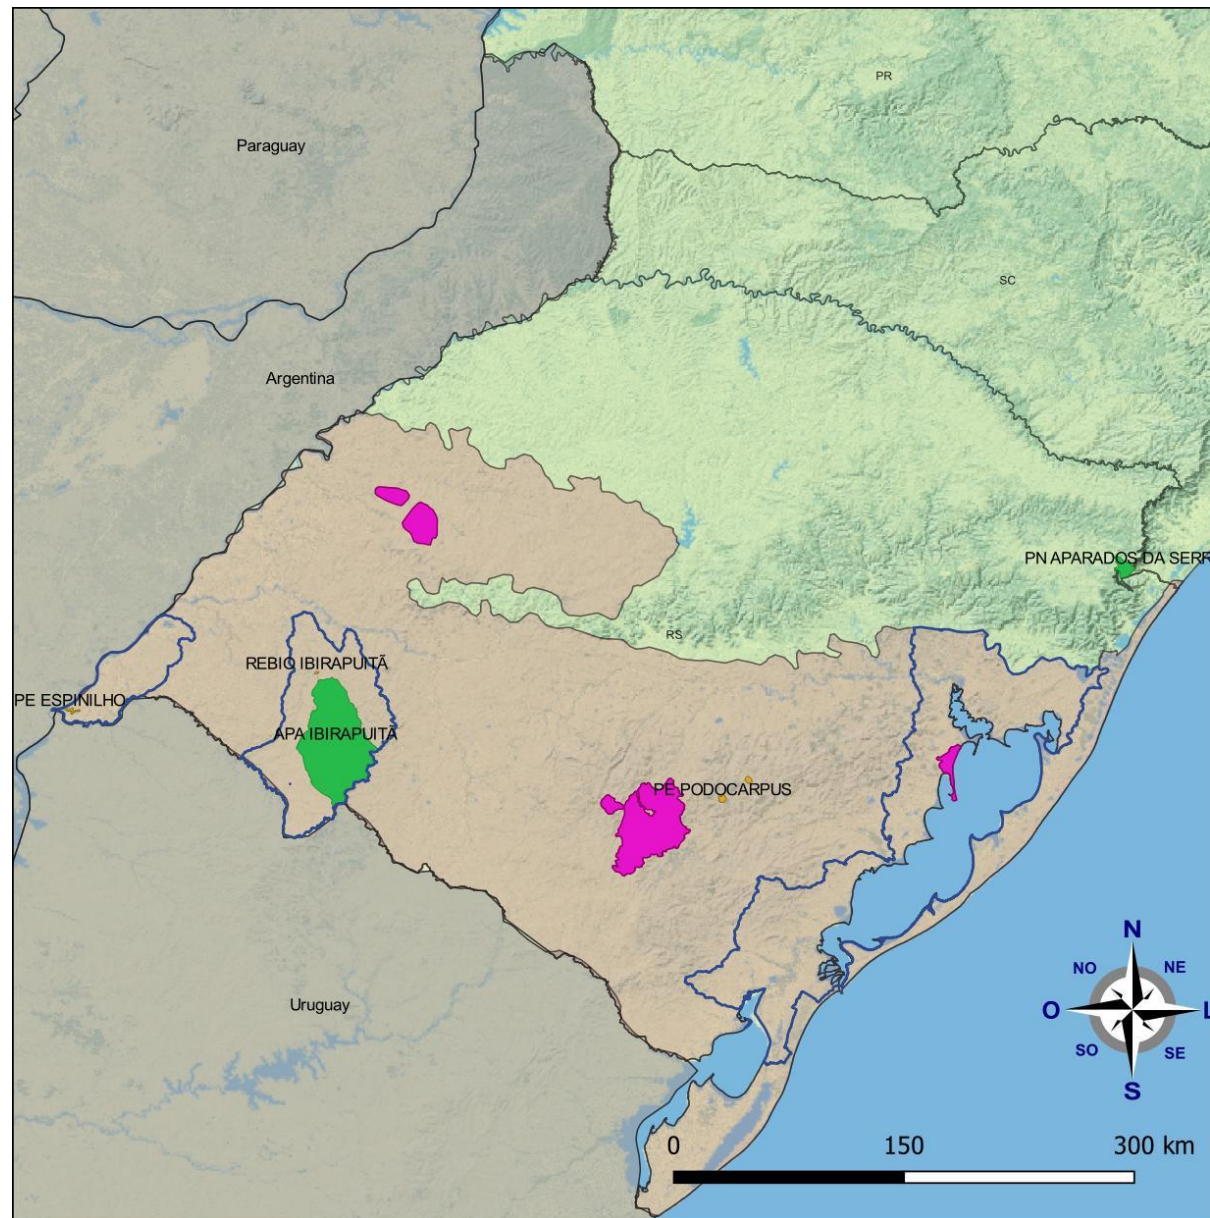 PR
Paraguay
SC
Argentina
PN APARADOS DA SERR
RS
REBIO IBIRAPUITÃ
PE ESPINILHO
APA IBIRAPUITÃ
PE PODOCARPUS
N
NO
NE
Uruguay
O
L
SO
SE
S
0
150
300 km